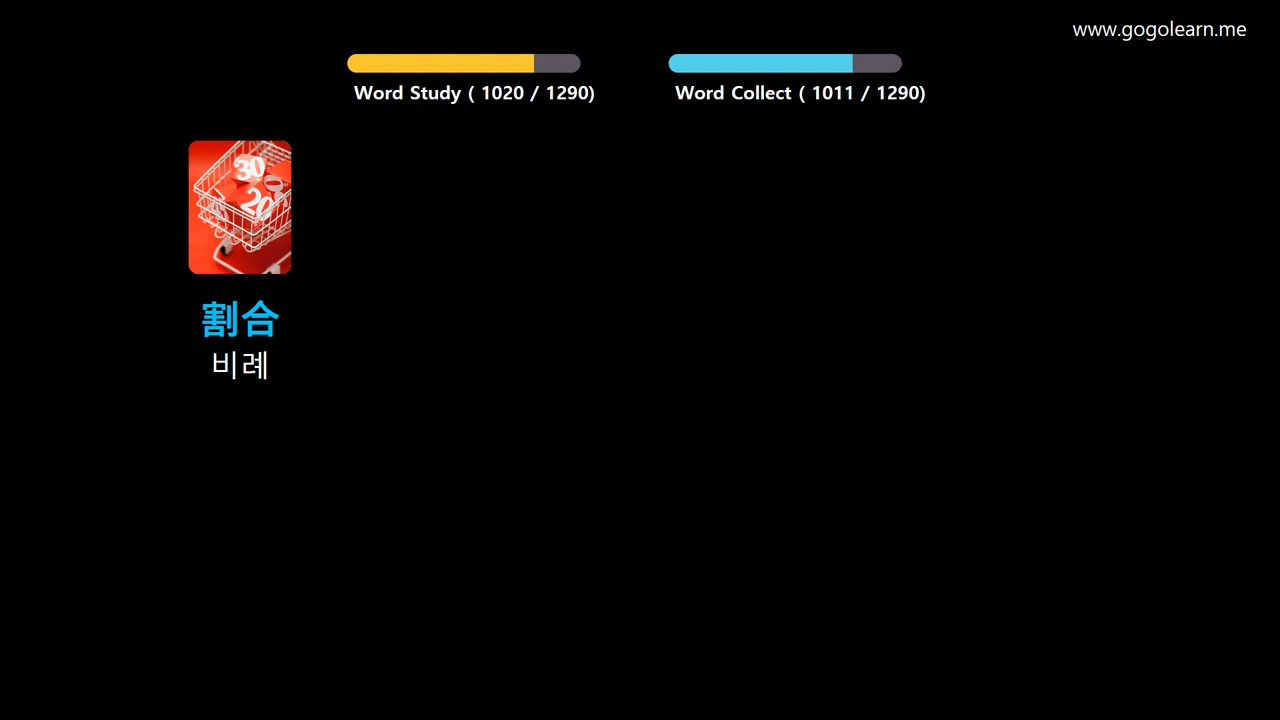 www.gogolearn.me
Word Study ( 1020 / 1290)
Word Collect ( 1011 / 1290)
30
20
割合
비례